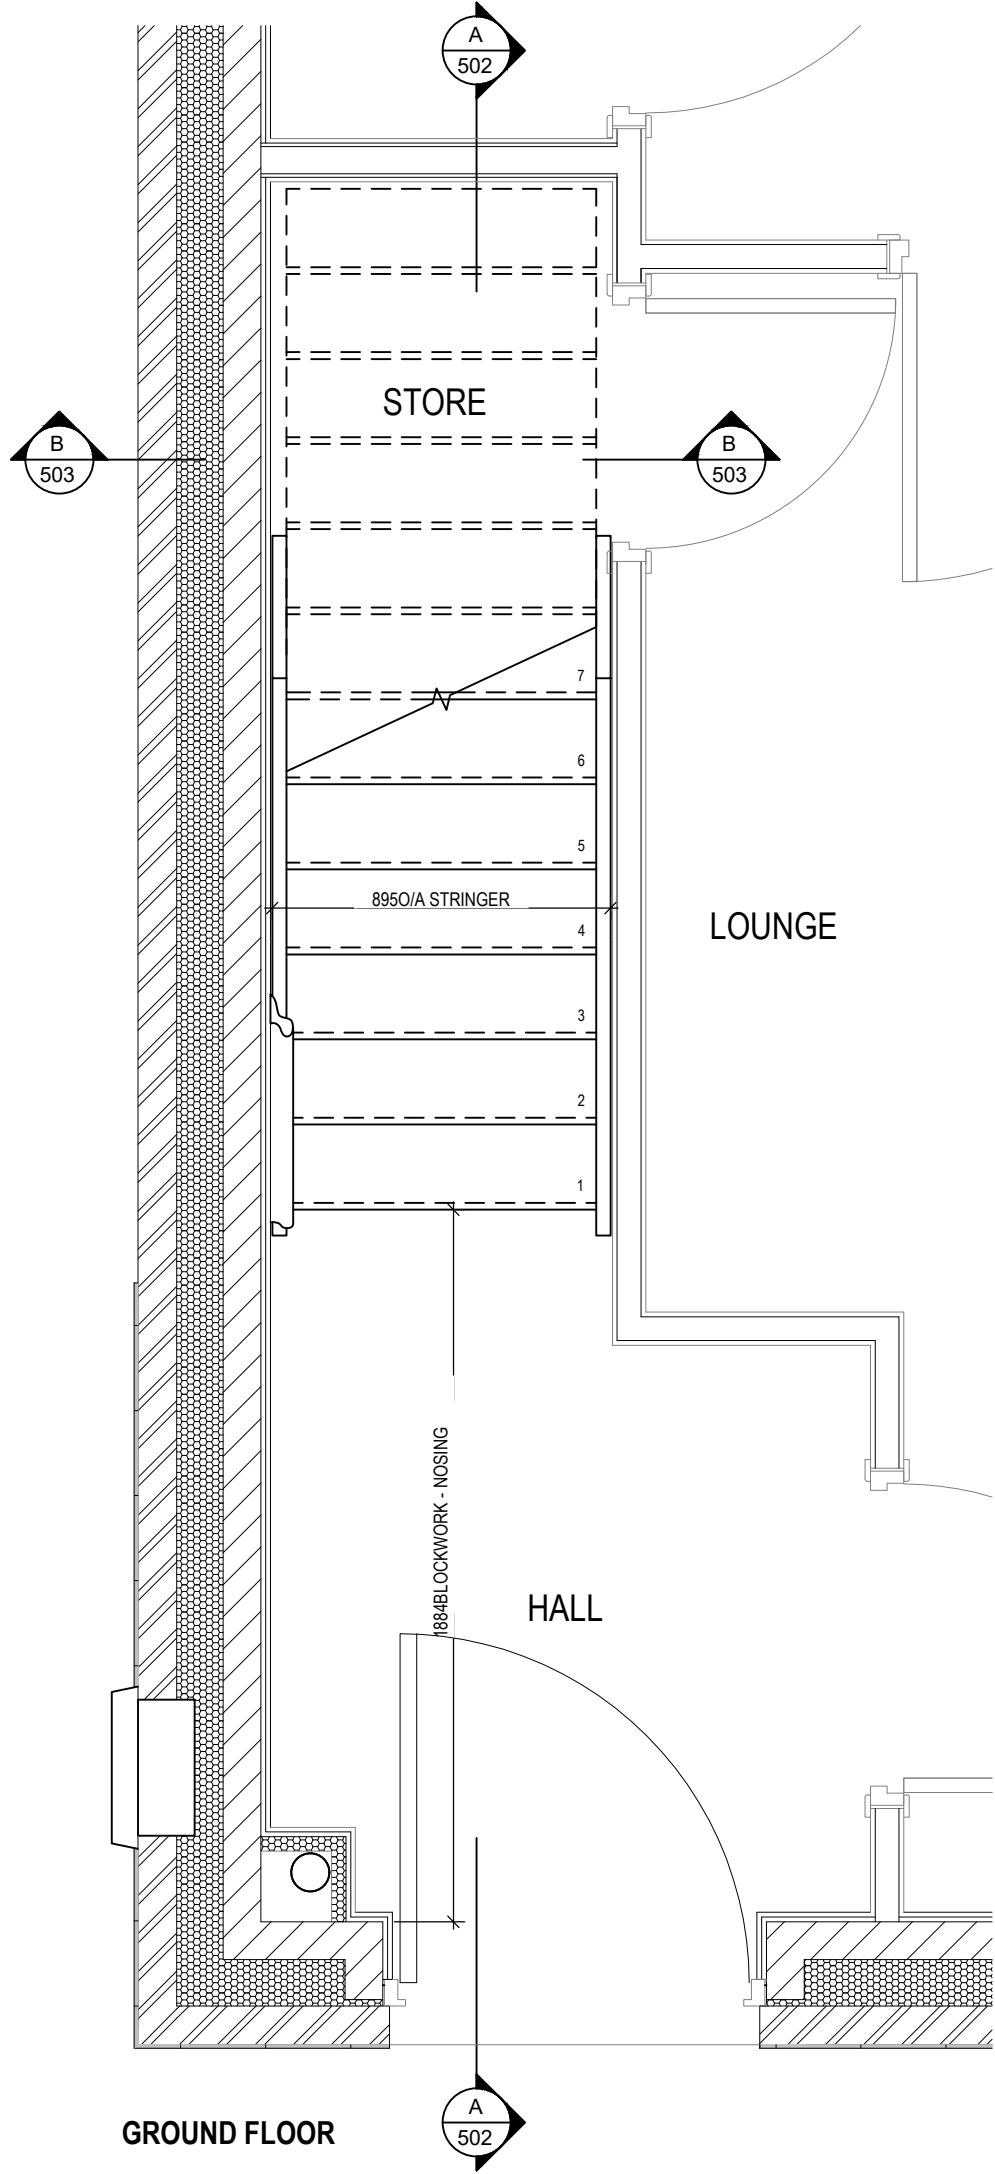 A
502
STORE
B
503
B
503
7
6
5
895O/A STRINGER
4
LOUNGE
3
2
1
1884BLOCKWORK - NOSING
HALL
A
502
GROUND FLOOR